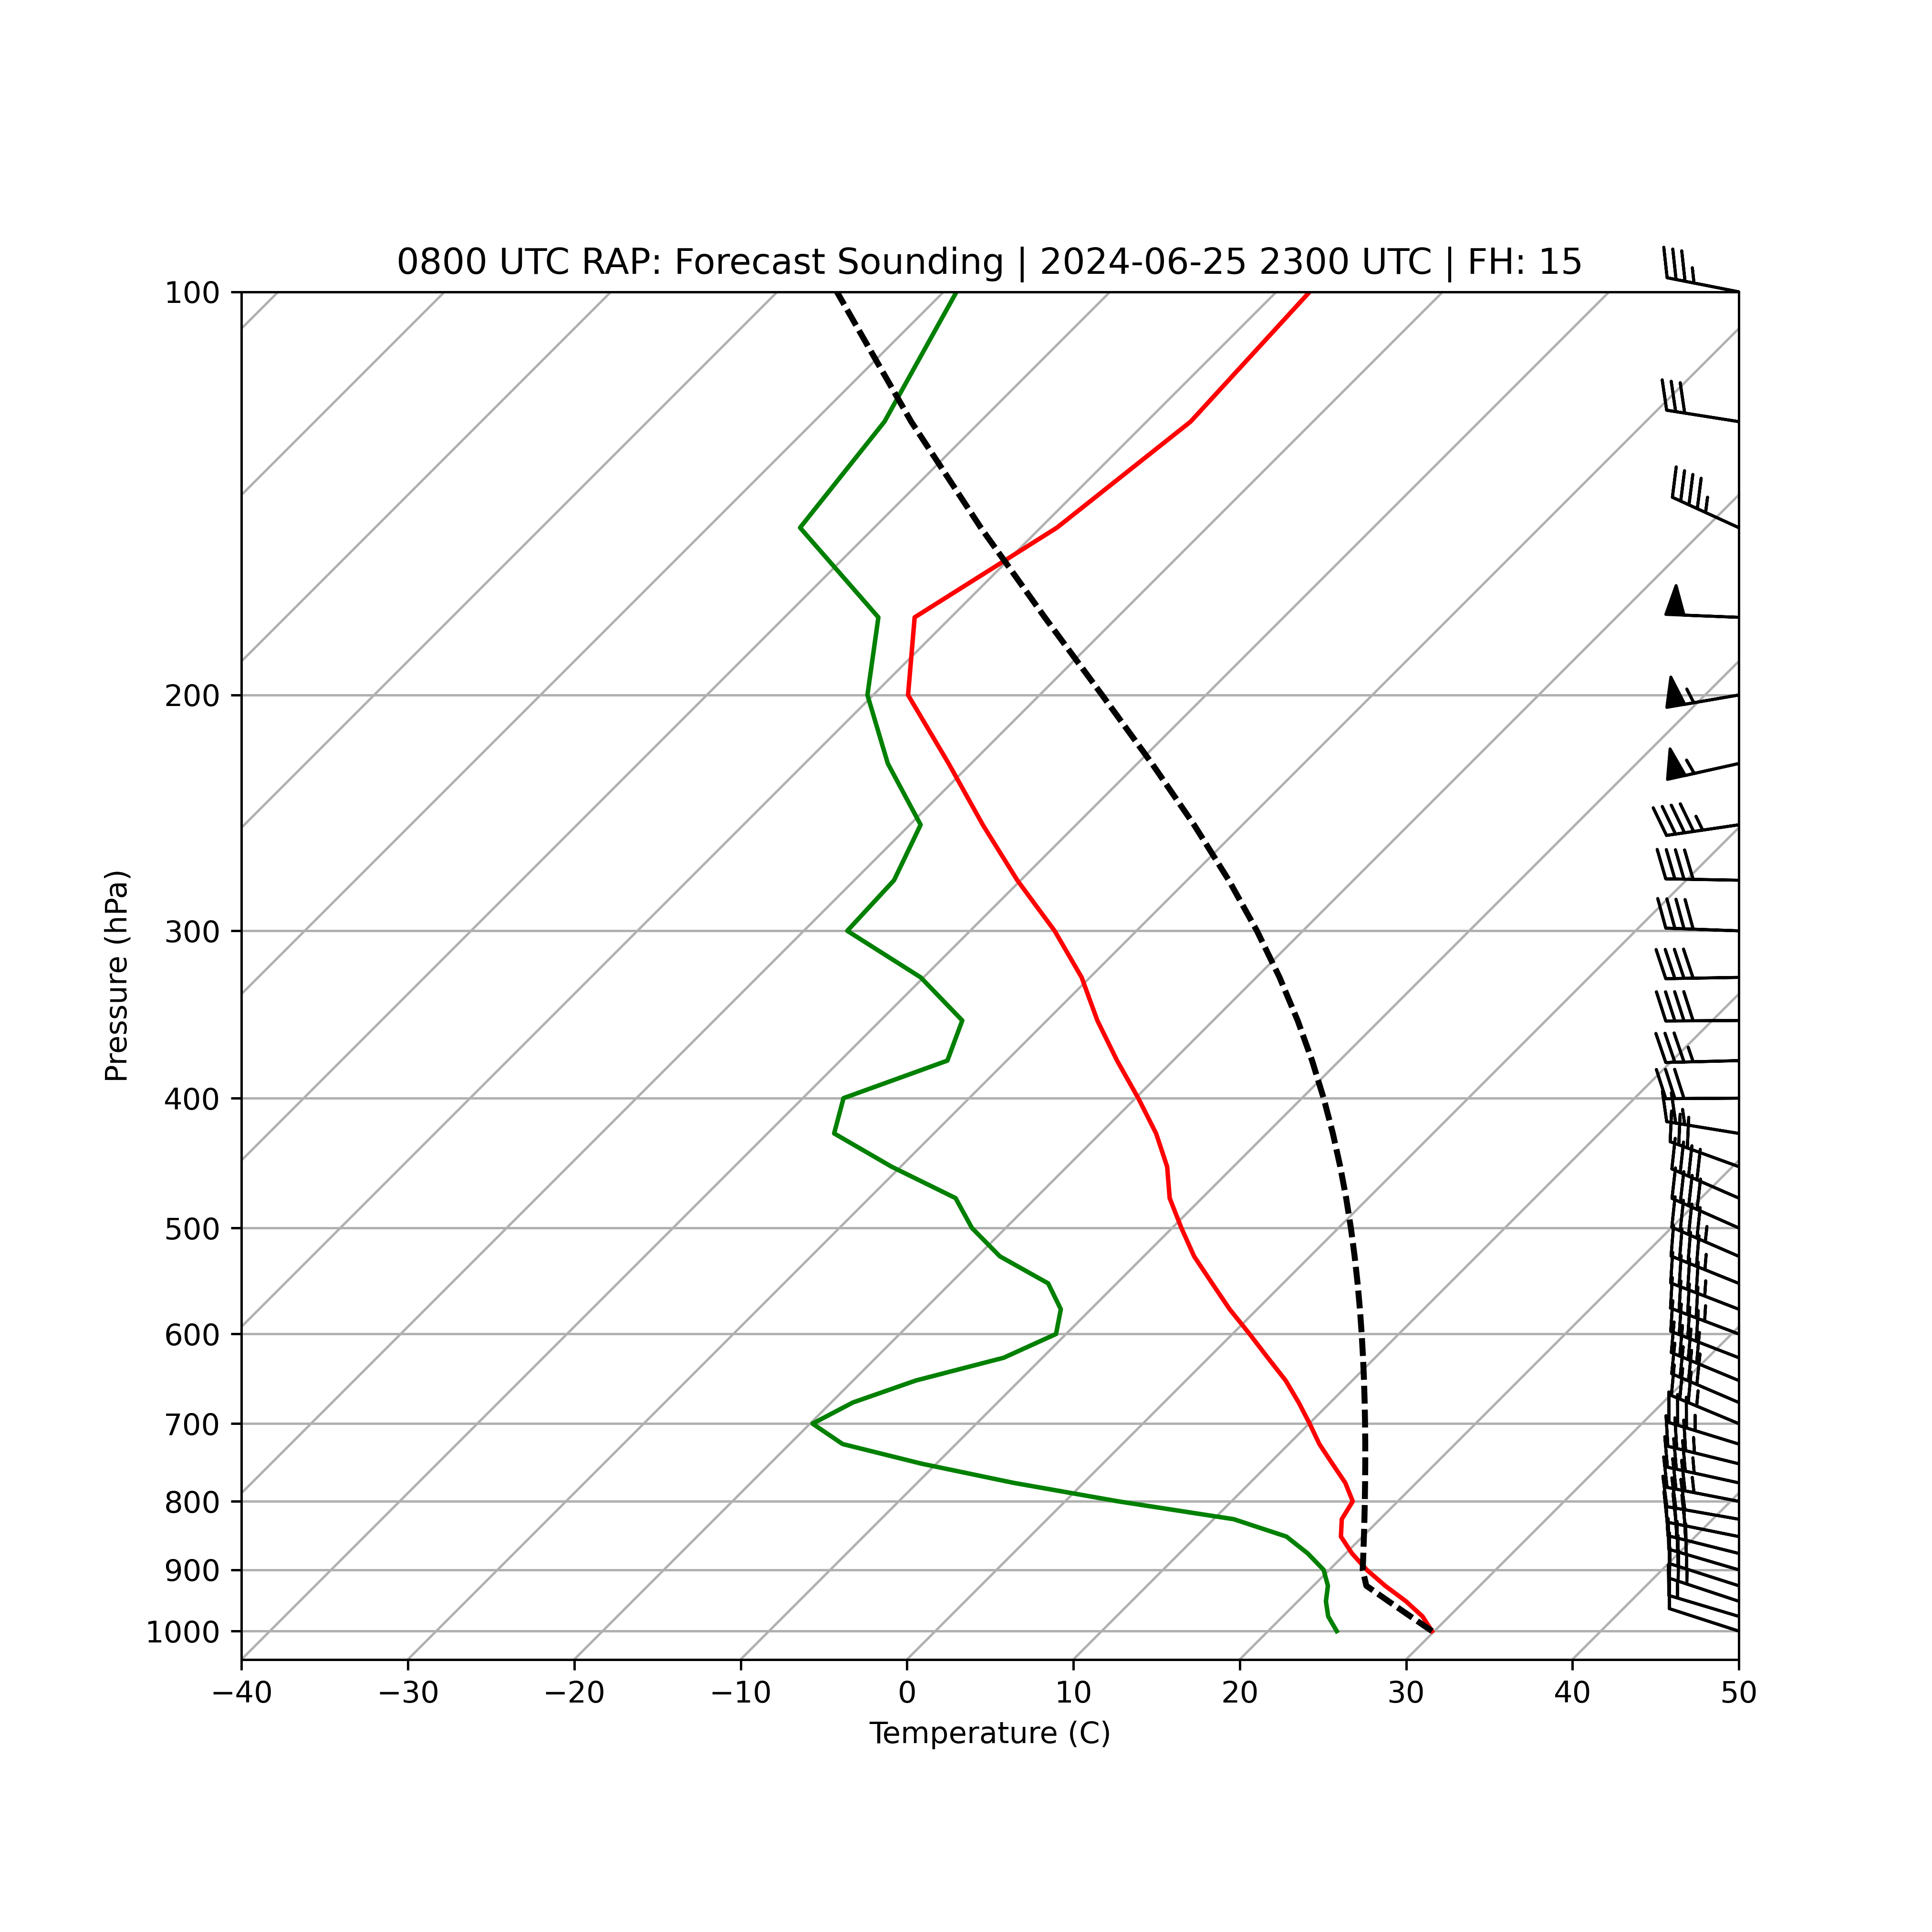 0800 UTC RAP: Forecast Sounding | 2024-06-25 2300 UTC | FH: 15
100
200
300
400
500
600
700
800
900
1000
Pressure (hPa)
−40 −30 −20 −10 0 10 20 30 40 50
Temperature (C)